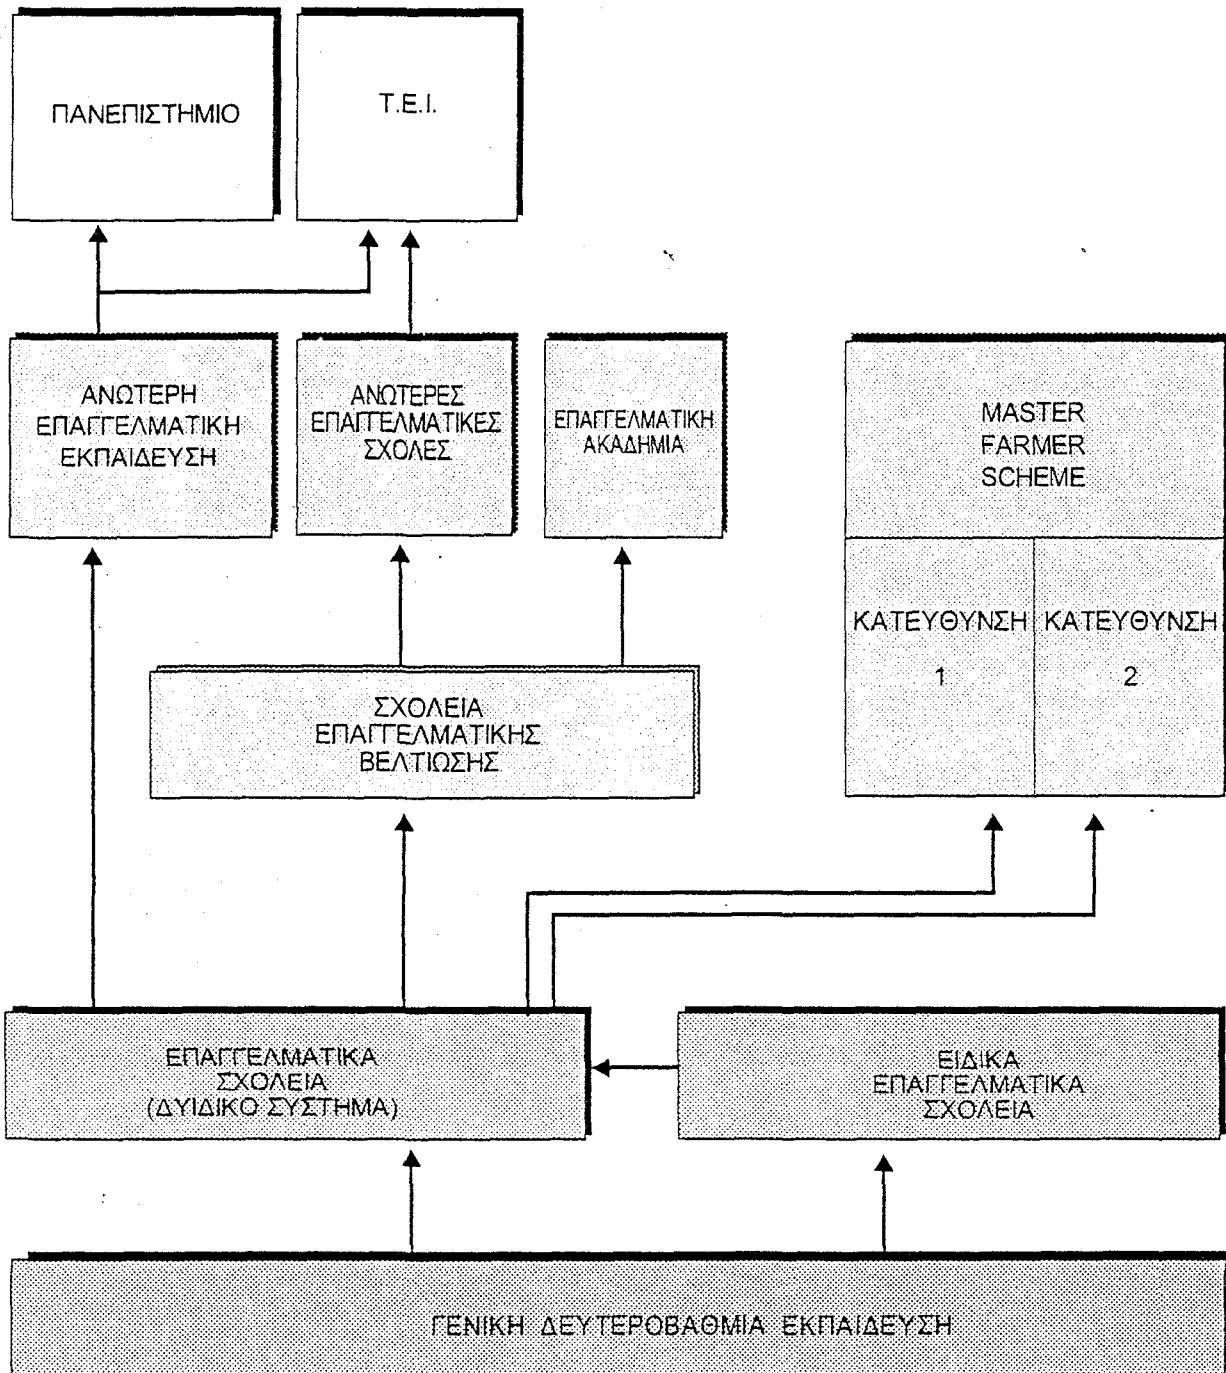 ΠΑΝΕΠΙΣΤΗΜΙΟ
Τ.Ε.Ι.
ΑΝΩΤΕΡΗ
ΕΠΑΓΓΕΛΜΑΤΙΚΗ
ΕΚΠΑΙΔΕΥΣΗ
ΑΝΩΤΕΡΕΣ
ΕΠΑΓΓΕΛΜΑΤΙΚΕΣ
ΣΧΟΛΕΣ
ΕΠΑΓΓΕΛΜΑΤΙΚΗ
ΑΚΑΔΗΜΙΑ
MASTER
FARMER
SCHEME
ΚΑΤΕΥΘΥΝΣΗ
1
ΚΑΤΕΥΘΥΝΣΗ
2
ΣΧΟΛΕΙΑ
ΕΠΑΓΓΕΛΜΑΤΙΚΗΣ
ΒΕΛΤΙΩΣΗΣ
ΕΠΑΓΓΕΛΜΑΤΙΚΑ
ΣΧΟΛΕΙΑ
(ΔΥΙΔΙΚΟ ΣΥΣΤΗΜΑ)
ΕΙΔΙΚΑ
ΕΠΑΓΓΕΛΜΑΤΙΚΑ
ΣΧΟΛΕΙΑ
ΓΕΝΙΚΗ ΔΕΥΤΕΡΟΒΑΘΜΙΑ ΕΚΠΑΙΔΕΥΣΗ